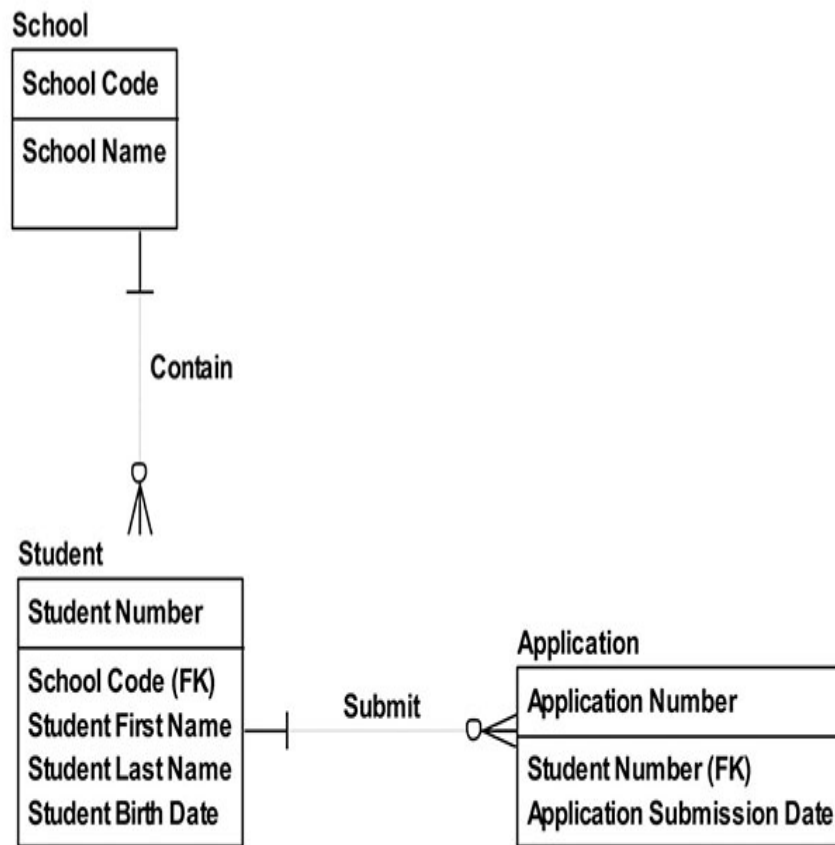 School
School Code
School Name
Contain
Student
Student Number
School Code (FK)
Student First Name
Student Last Name
Student Birth Date
Submit
Application
Application Number
Student Number (FK)
Application Submission Date